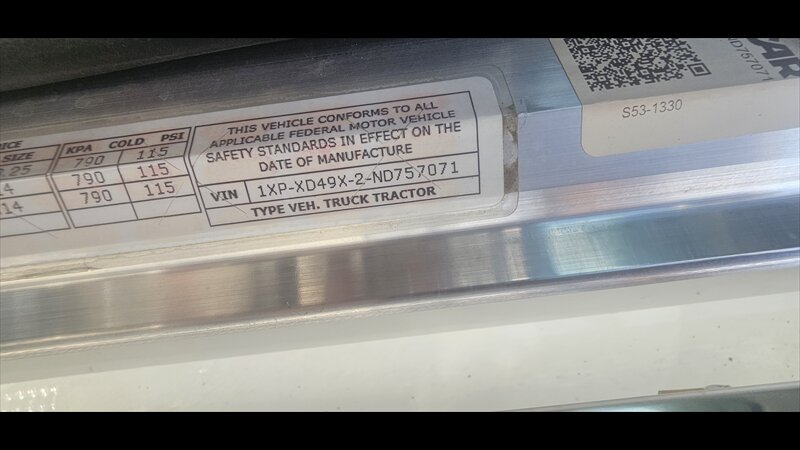 SIZE
KPA COLD PSI
790 115
790 115
790 115
THIS VEHICLE CONFORMS TO ALL
APPLICABLE FEDERAL MOTOR VEHICLE
SAFETY STANDARDS IN EFFECT ON THE
DATE OF MANUFACTURE
VIN 1XP-XD49X-2-ND757071
TYPE VEH. TRUCK TRACTOR
ND757071
S53-1330